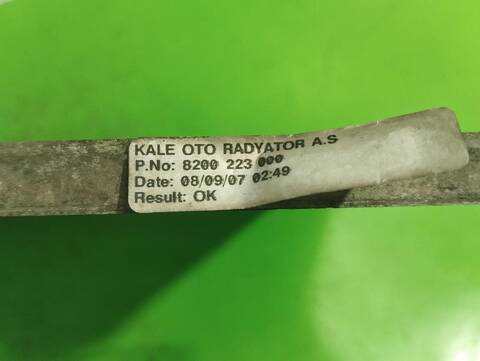 KALE OTO RADYATOR A.S
P.No: 8200 223 000
Date: 08/09/07 02:49
Result: OK